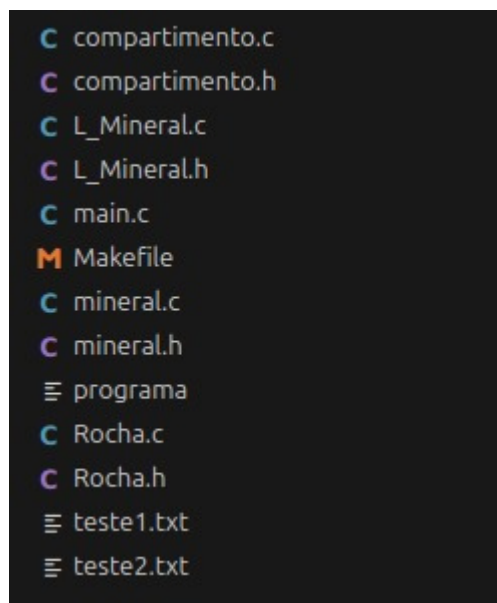 C compartimento.c
C compartimento.h
C L_Mineral.c
C L_Mineral.h
C main.c
M Makefile
C mineral.c
C mineral.h
programa
C Rocha.c
C Rocha.h
teste1.txt
teste2.txt